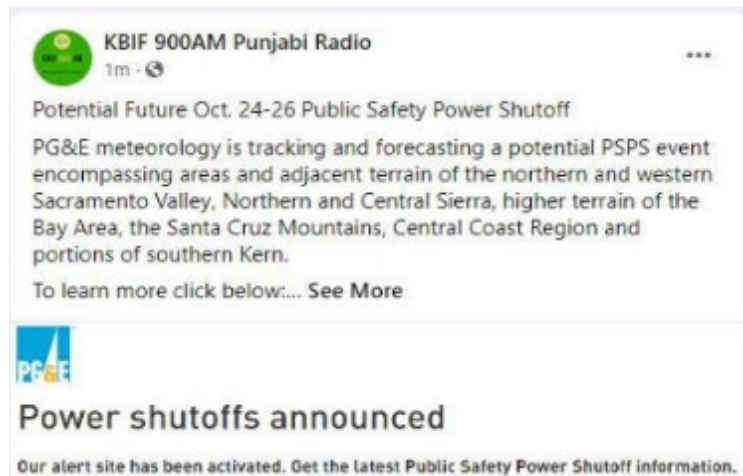 KBIF 900AM Punjabi Radio
1m ·
Potential Future Oct. 24-26 Public Safety Power Shutoff
PG&E meteorology is tracking and forecasting a potential PSPS event
encompassing areas and adjacent terrain of the northern and western
Sacramento Valley, Northern and Central Sierra, higher terrain of the
Bay Area, the Santa Cruz Mountains, Central Coast Region and
portions of southern Kern.
To learn more click below:... See More
PG&E
Power shutoffs announced
Our alert site has been activated. Get the latest Public Safety Power Shutoff information.